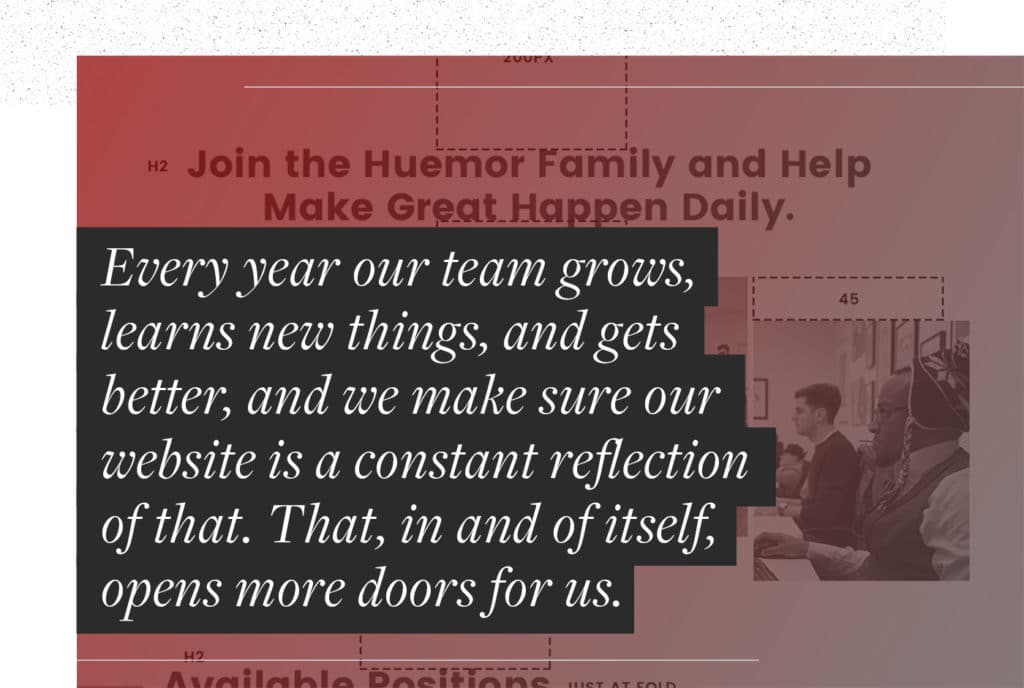 200PX
H2 Join the Huemor Family and Help
Make Great Happen Daily.
Every year our team grows,
learns new things, and gets
better, and we make sure our
website is a constant reflection
of that. That, in and of itself,
opens more doors for us.
45
H2
Available Positions JUST AT FOLD